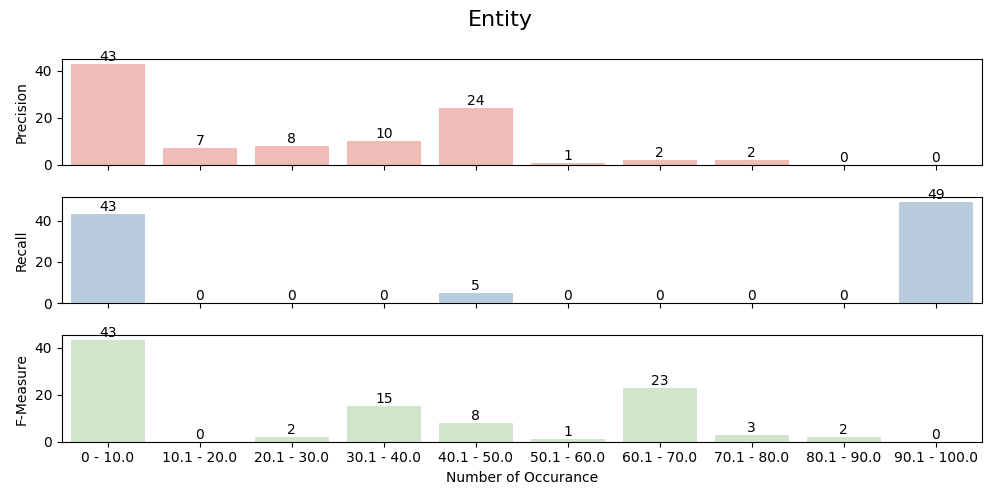 Entity
Precision
40
20
0
43
7
8
10
24
1
2
2
0
0
Recall
40
20
0
43
0
0
0
5
0
0
0
0
49
F-Measure
40
20
0
43
0
2
15
8
1
23
3
2
0
0 - 10.0
10.1 - 20.0
20.1 - 30.0
30.1 - 40.0
40.1 - 50.0
50.1 - 60.0
60.1 - 70.0
70.1 - 80.0
80.1 - 90.0
90.1 - 100.0
Number of Occurance